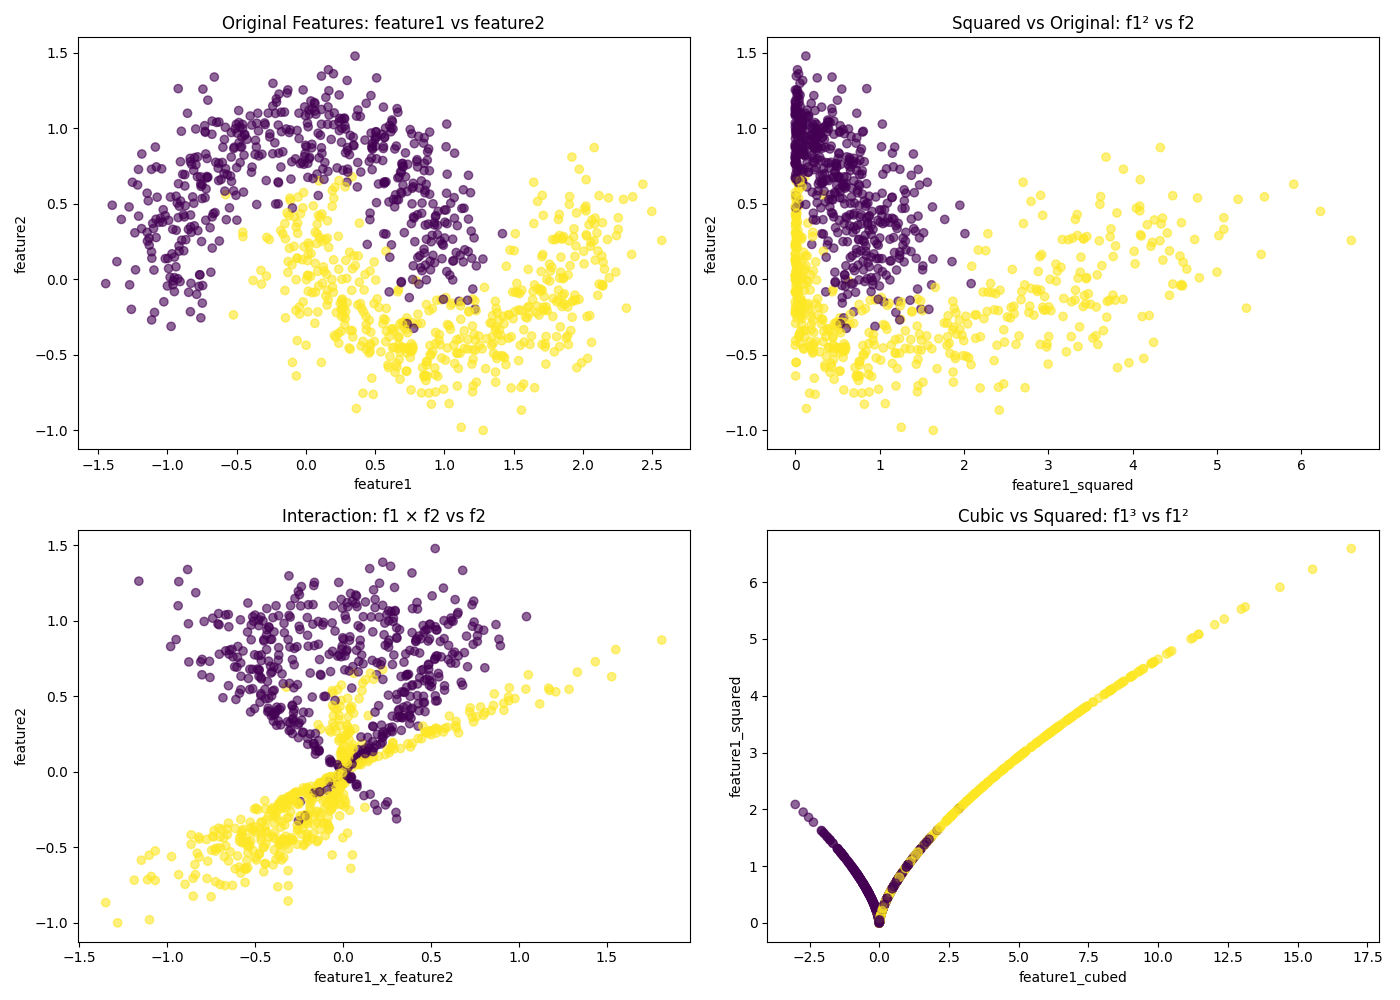 Original Features: feature1 vs feature2
1.5
1.0
0.5
0.0
−0.5
−1.0
feature2
−1.5 −1.0 −0.5 0.0 0.5 1.0 1.5 2.0 2.5
feature1
Squared vs Original: f1² vs f2
1.5
1.0
0.5
0.0
−0.5
−1.0
feature2
0 1 2 3 4 5 6
feature1_squared
Interaction: f1 × f2 vs f2
1.5
1.0
0.5
0.0
−0.5
−1.0
feature2
−1.5 −1.0 −0.5 0.0 0.5 1.0 1.5
feature1_x_feature2
Cubic vs Squared: f1³ vs f1²
6
5
4
3
2
1
0
feature1_squared
−2.5 0.0 2.5 5.0 7.5 10.0 12.5 15.0 17.5
feature1_cubed